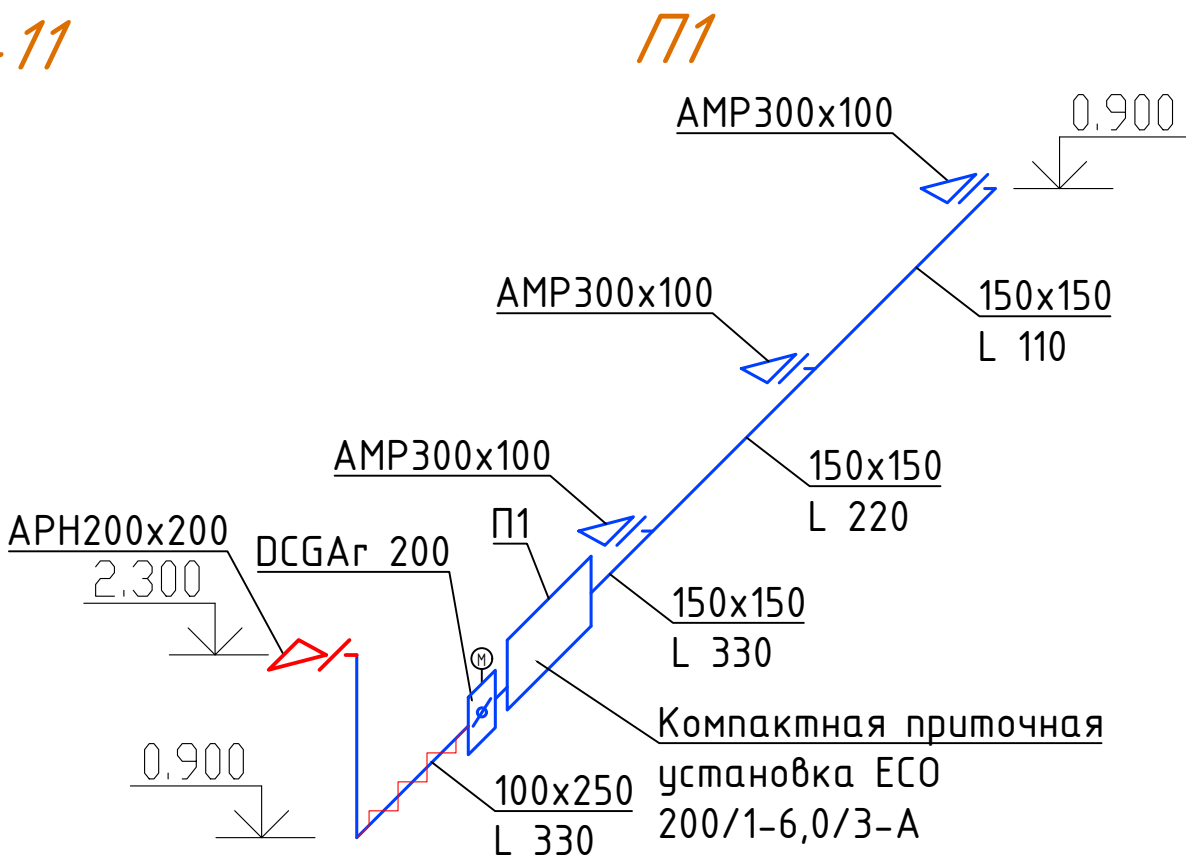 -11
П1
АМР300х100
0.900
АМР300х100
150х150
L 110
АМР300х100
150х150
L 220
АРН200х200
2.300
DCGAr 200
П1
150х150
L 330
М
Компактная приточная
установка ECO
200/1-6,0/3-А
0.900
100х250
L 330